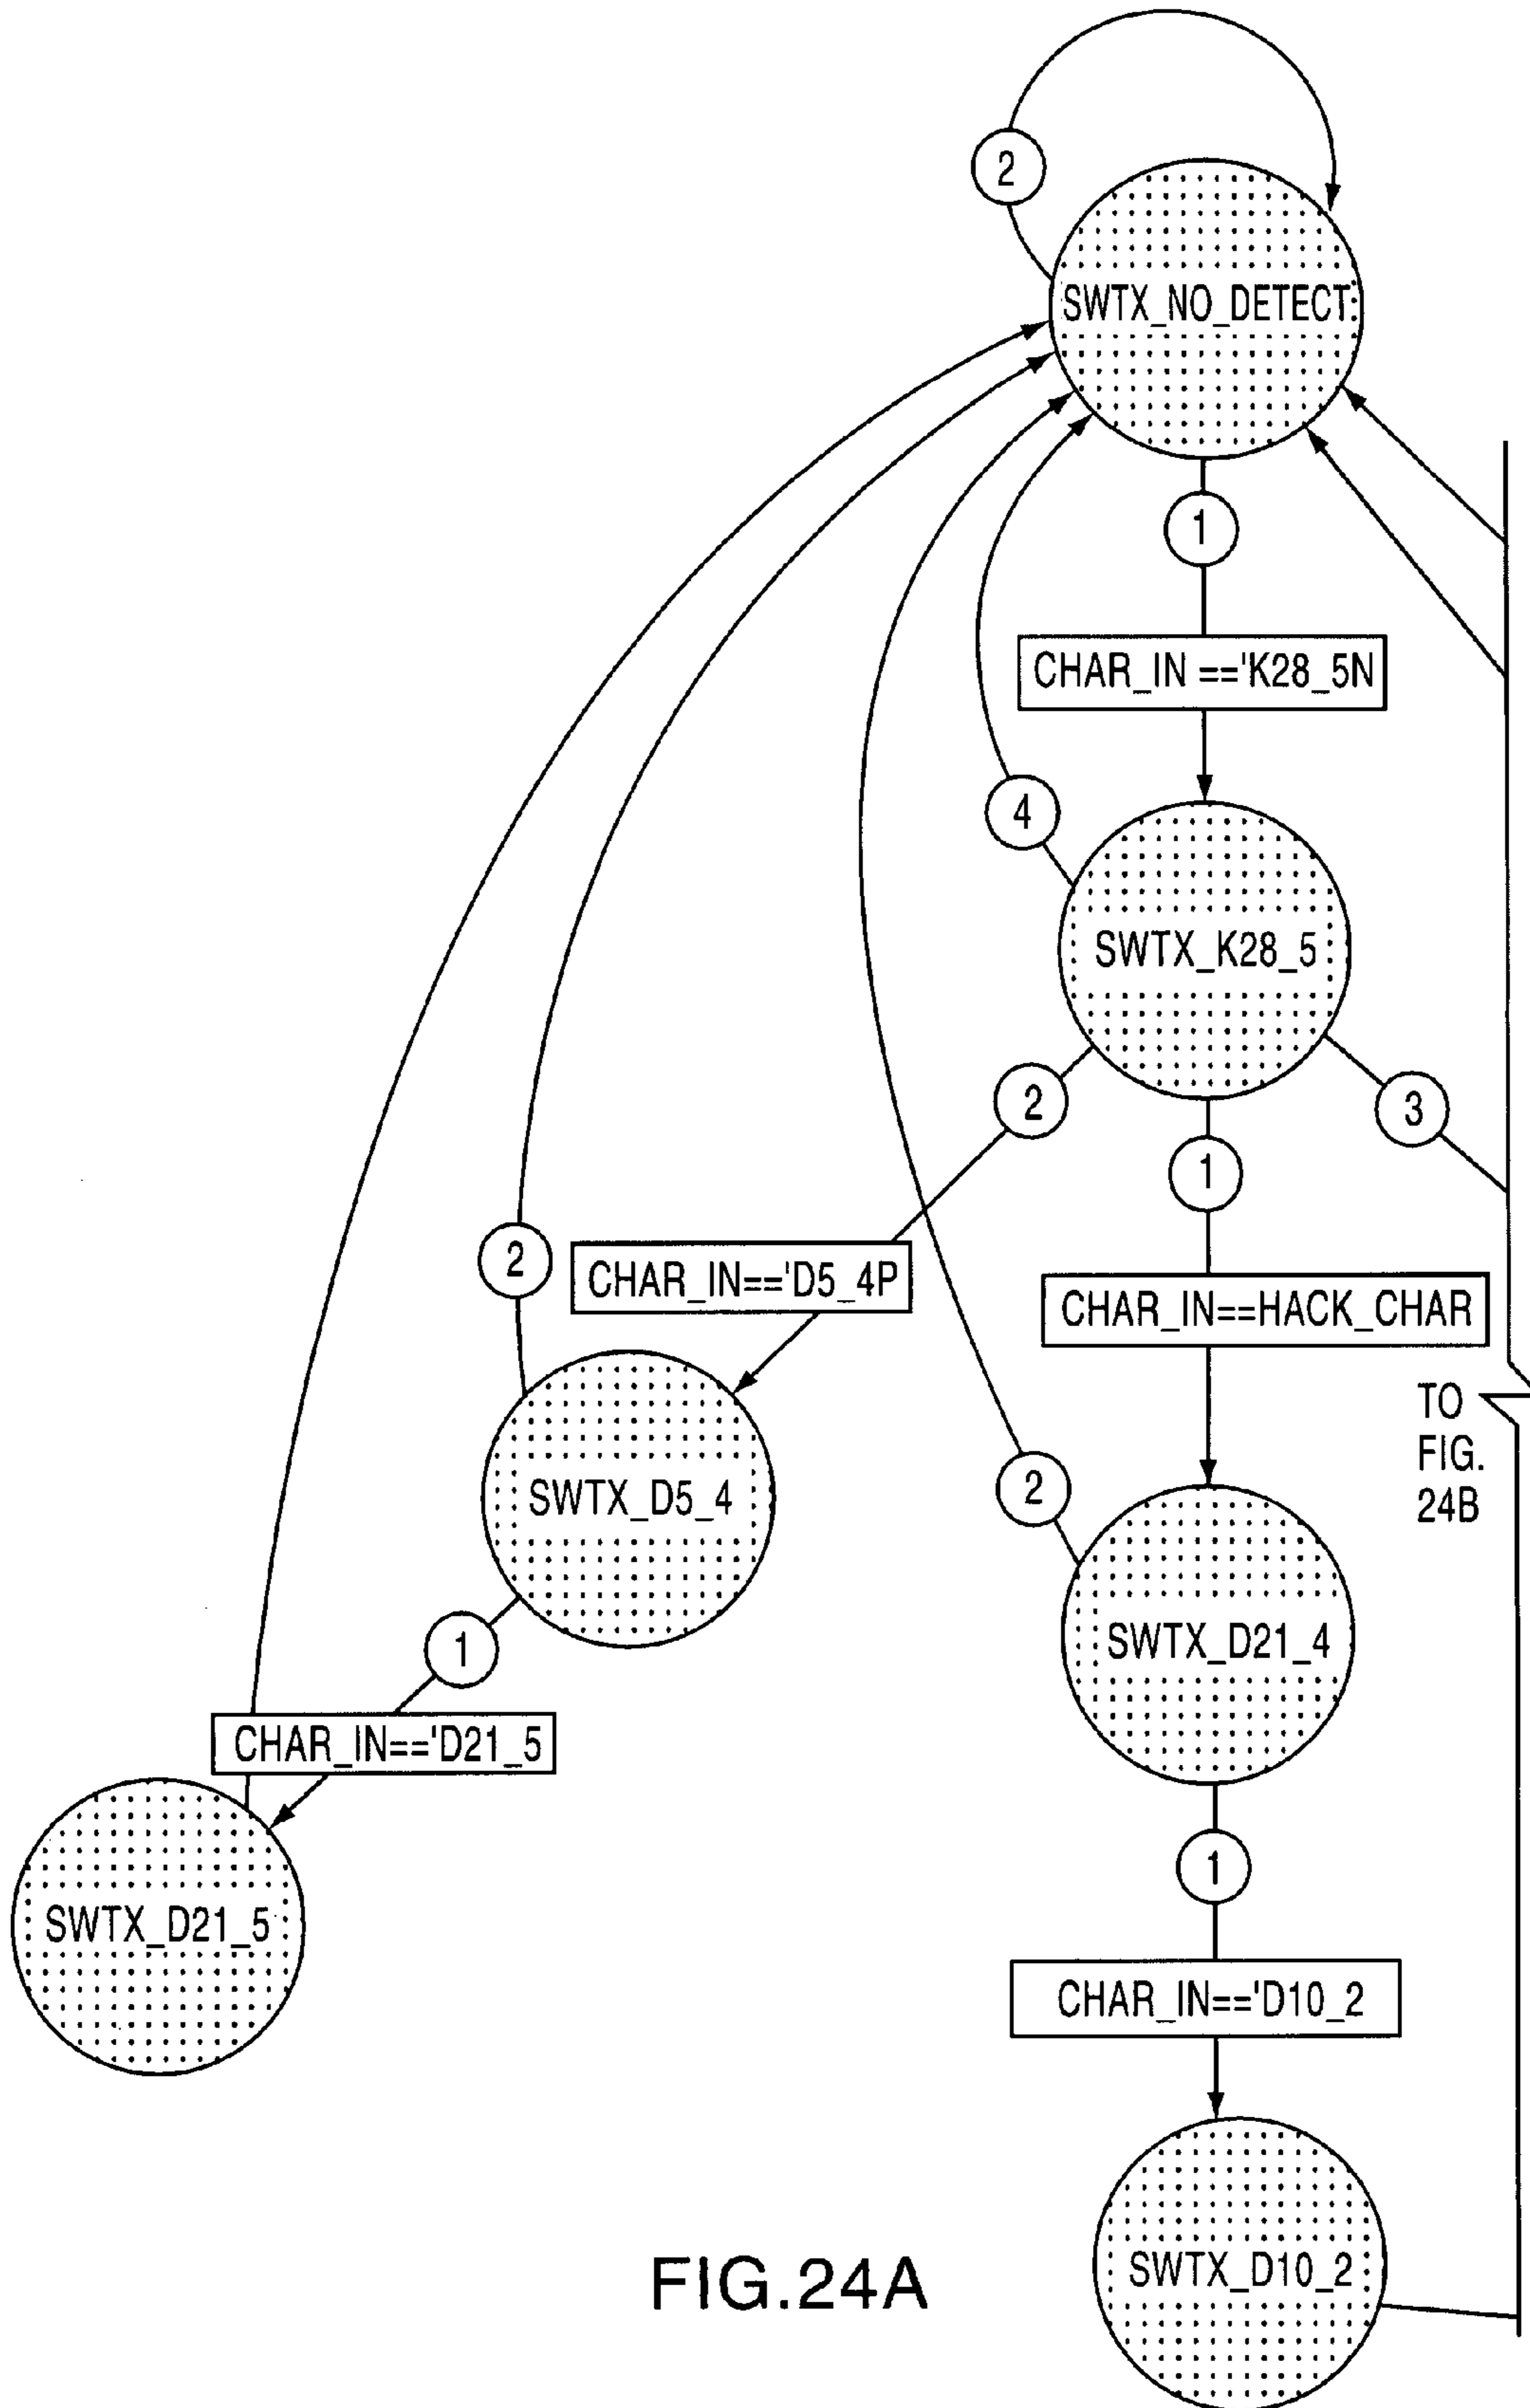 2
SWTX_NO_DETECT
1
CHAR_IN =='K28_5N
4
SWTX_K28_5
2
3
1
2
CHAR_IN=='D5_4P
CHAR_IN==HACK_CHAR
TO
FIG.
24B
2
SWTX_D5_4
SWTX_D21_4
1
CHAR_IN=='D21_5
1
SWTX_D21_5
CHAR_IN=='D10_2
SWTX_D10_2
FIG.24A